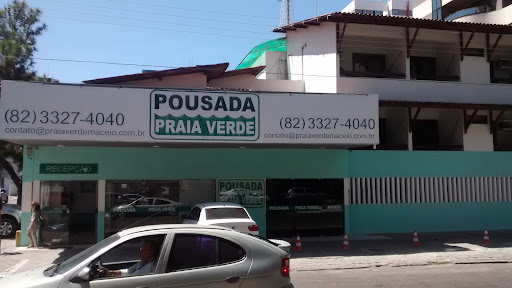 (82) 3327-4040
contato@praiaverdemaceio.com.br
POUSADA
PRAIA VERDE
(82) 3327-4040
contato@praiaverdemaceio.com.br
RECEPÇÃO
POUSADA
POUSADA